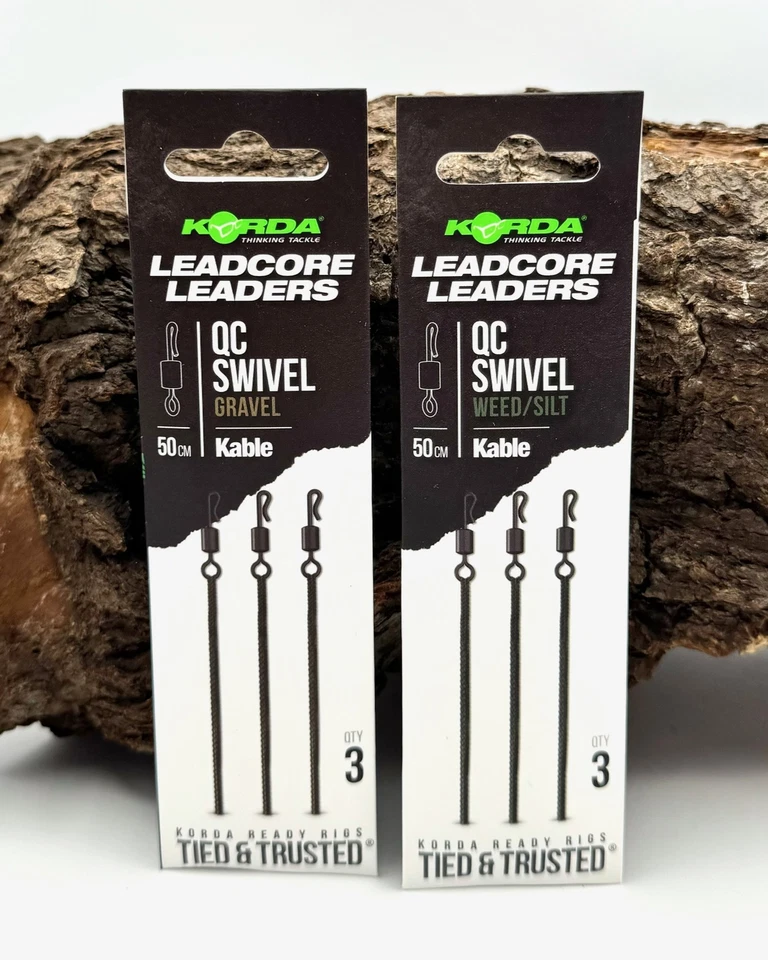 KORDA®
THINKING TACKLE
LEADCORE
LEADERS
QC
SWIVEL
GRAVEL
50CM
Kable
QTY
3
KORDA READY RIGS
TIED & TRUSTED®
KORDA®
THINKING TACKLE
LEADCORE
LEADERS
QC
SWIVEL
WEED/SILT
50CM
Kable
QTY
3
KORDA READY RIGS
TIED & TRUSTED®